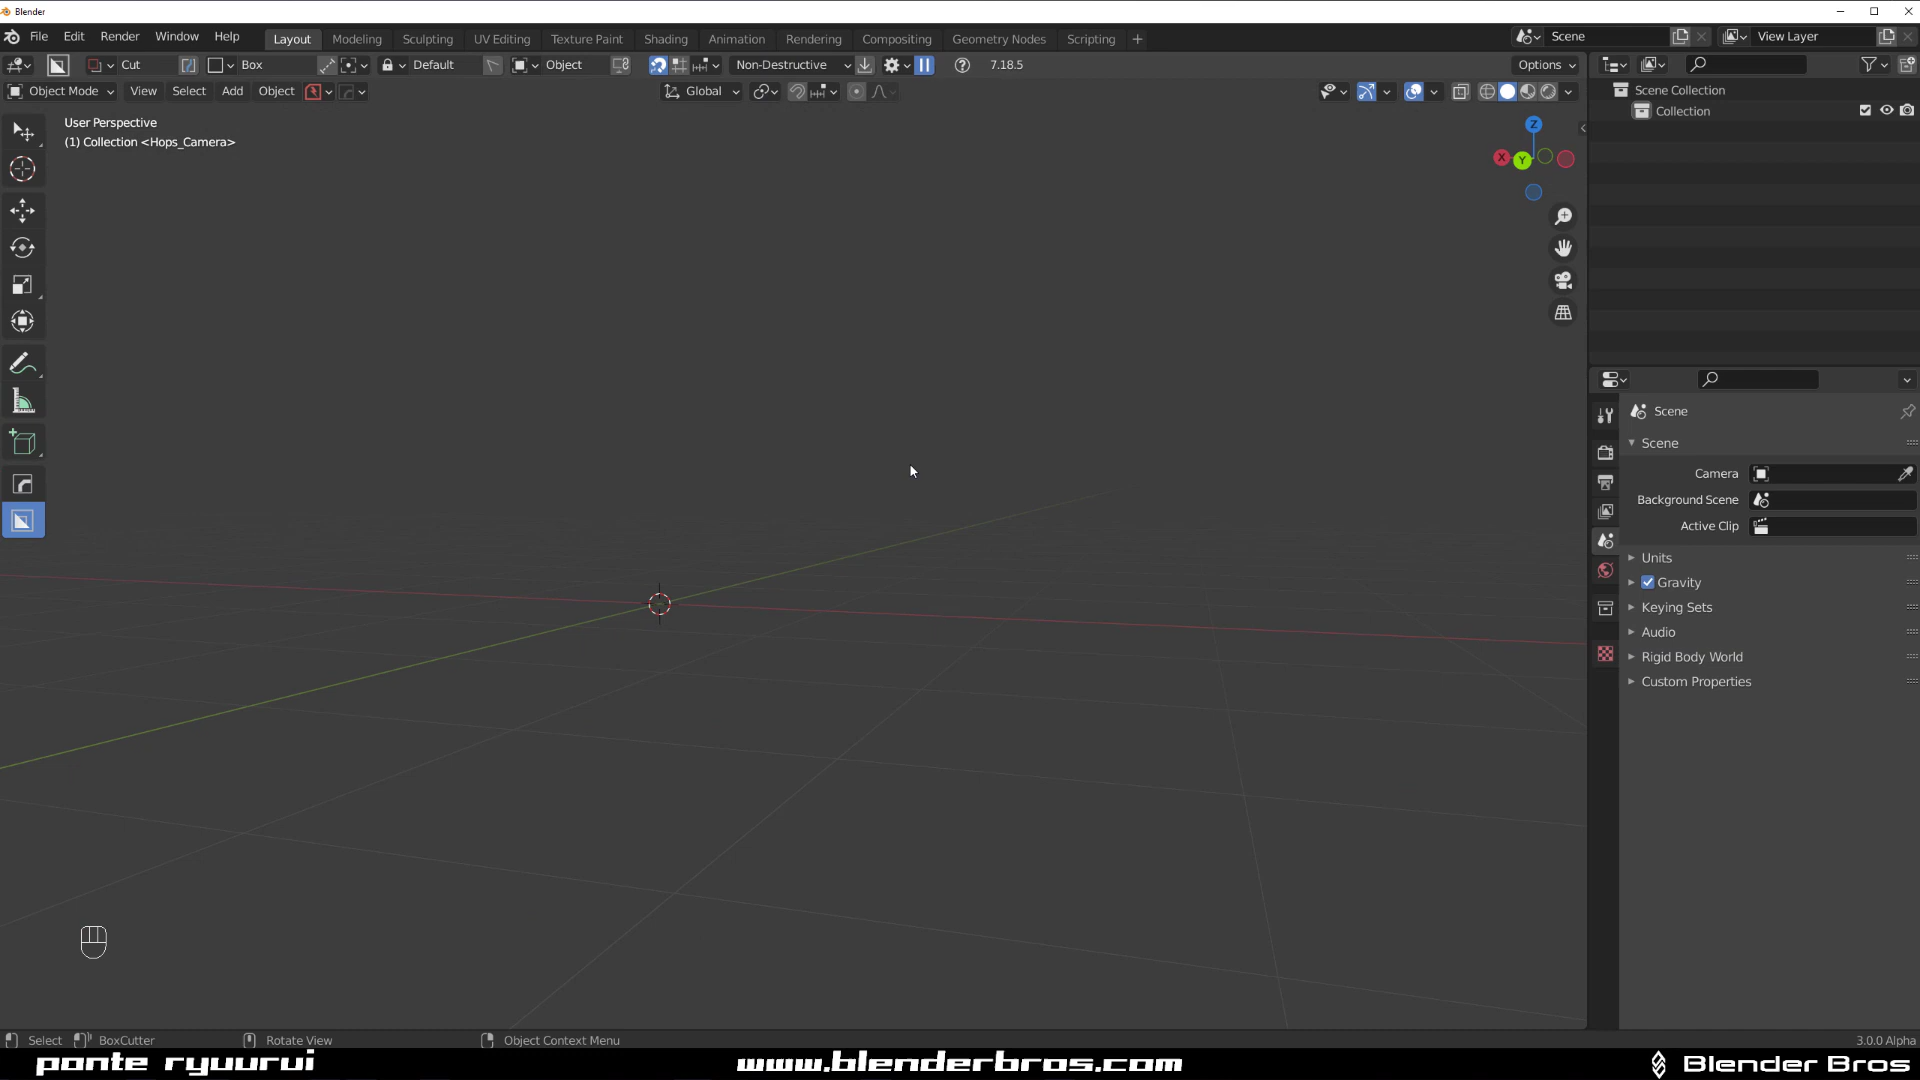 Blender
File Edit Render Window Help Layout Modeling Sculpting UV Editing Texture Paint Shading Animation Rendering Compositing Geometry Nodes Scripting + Scene View Layer
Cut Box Default Object Non-Destructive 7.18.5 Options
Object Mode View Select Add Object Global
User Perspective
(1) Collection <Hops_Camera>
Z
X Y
Scene Collection
Collection
Scene
Scene
Camera
Background Scene
Active Clip
Units
Gravity
Keying Sets
Audio
Rigid Body World
Custom Properties
Select BoxCutter Rotate View Object Context Menu 3.0.0 Alpha
ponte ryuurui www.blenderbros.com Blender Bros